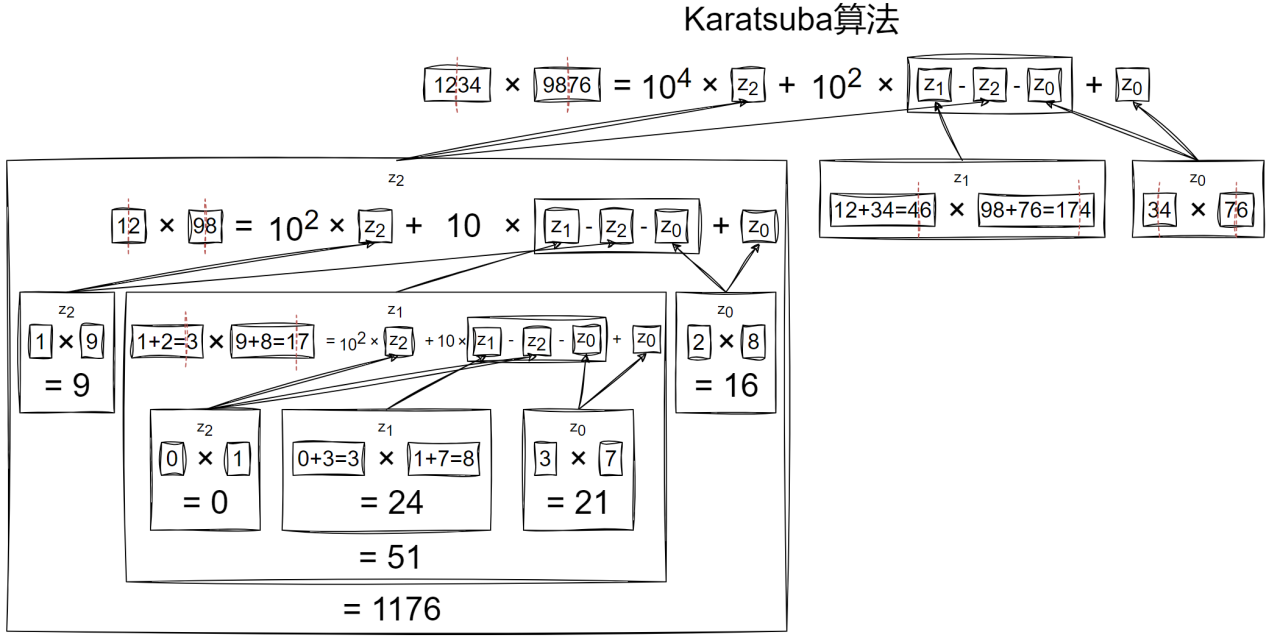 Karatsuba算法
1234 × 9876 = 10⁴ × z₂ + 10² × z₁ - z₂ - z₀ + z₀
z₂
12 × 98 = 10² × z₂ + 10 × z₁ - z₂ - z₀ + z₀
z₂
1 × 9
= 9
z₁
1+2=3 × 9+8=17 = 10² × z₂ + 10 × z₁ - z₂ - z₀ + z₀
z₂
0 × 1
= 0
z₁
0+3=3 × 1+7=8
= 24
z₀
3 × 7
= 21
= 51
z₀
2 × 8
= 16
= 1176
z₁
12+34=46 × 98+76=174
z₀
34 × 76